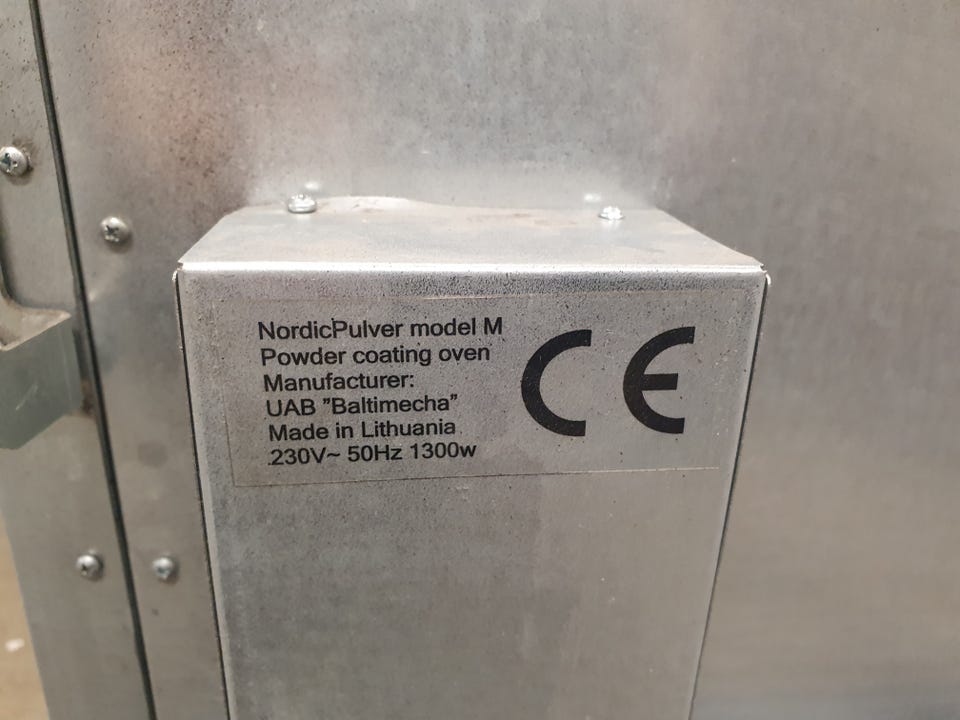 NordicPulver model M
Powder coating oven
Manufacturer:
UAB ”Baltimecha”
Made in Lithuania
230V~ 50Hz 1300w
CE